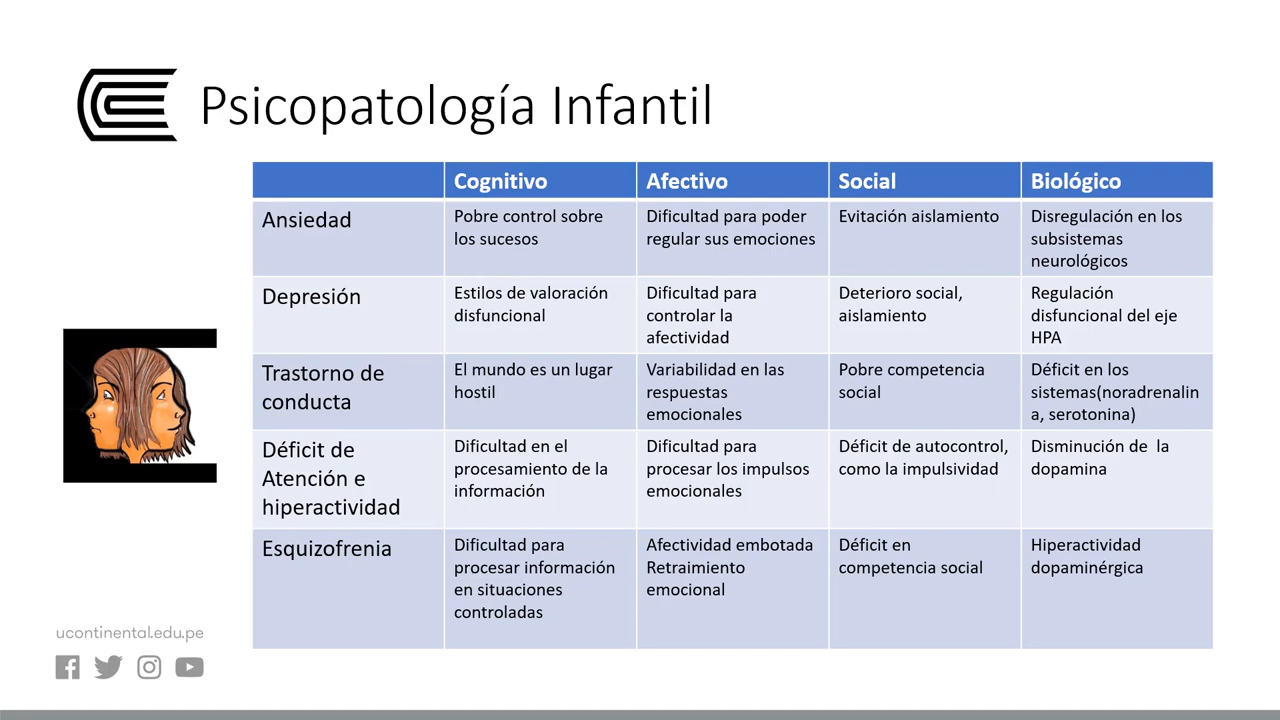 Psicopatología Infantil
Cognitivo
Afectivo
Social
Biológico
Ansiedad
Pobre control sobre
los sucesos
Dificultad para poder
regular sus emociones
Evitación aislamiento
Disregulación en los
subsistemas
neurológicos
Depresión
Estilos de valoración
disfuncional
Dificultad para
controlar la
afectividad
Deterioro social,
aislamiento
Regulación
disfuncional del eje
HPA
Trastorno de
conducta
El mundo es un lugar
hostil
Variabilidad en las
respuestas
emocionales
Pobre competencia
social
Déficit en los
sistemas(noradrenalin
a, serotonina)
Déficit de
Atención e
hiperactividad
Dificultad en el
procesamiento de la
información
Dificultad para
procesar los impulsos
emocionales
Déficit de autocontrol,
como la impulsividad
Disminución de  la
dopamina
Esquizofrenia
Dificultad para
procesar información
en situaciones
controladas
Afectividad embotada
Retraimiento
emocional
Déficit en
competencia social
Hiperactividad
dopaminérgica
ucontinental.edu.pe